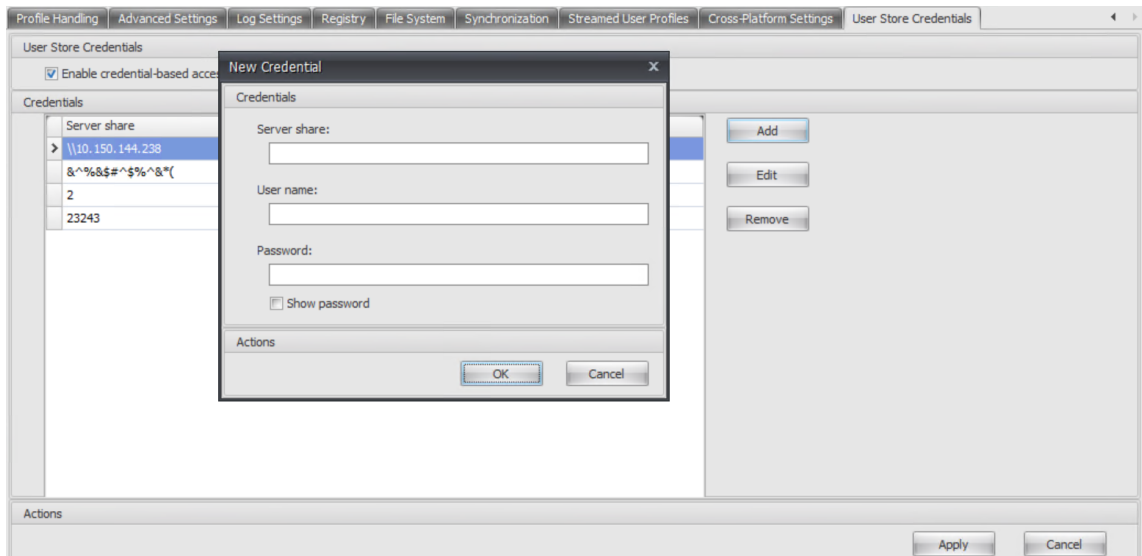 Profile Handling Advanced Settings Log Settings Registry File System Synchronization Streamed User Profiles Cross-Platform Settings User Store Credentials
User Store Credentials
Enable credential-based acce
New Credential
Credentials
Credentials
Server share
Server share:
Add
\\10.150.144.238
&^%&$#^$%^&*(
Edit
User name:
2
23243
Remove
Password:
Show password
Actions
OK Cancel
Actions
Apply Cancel